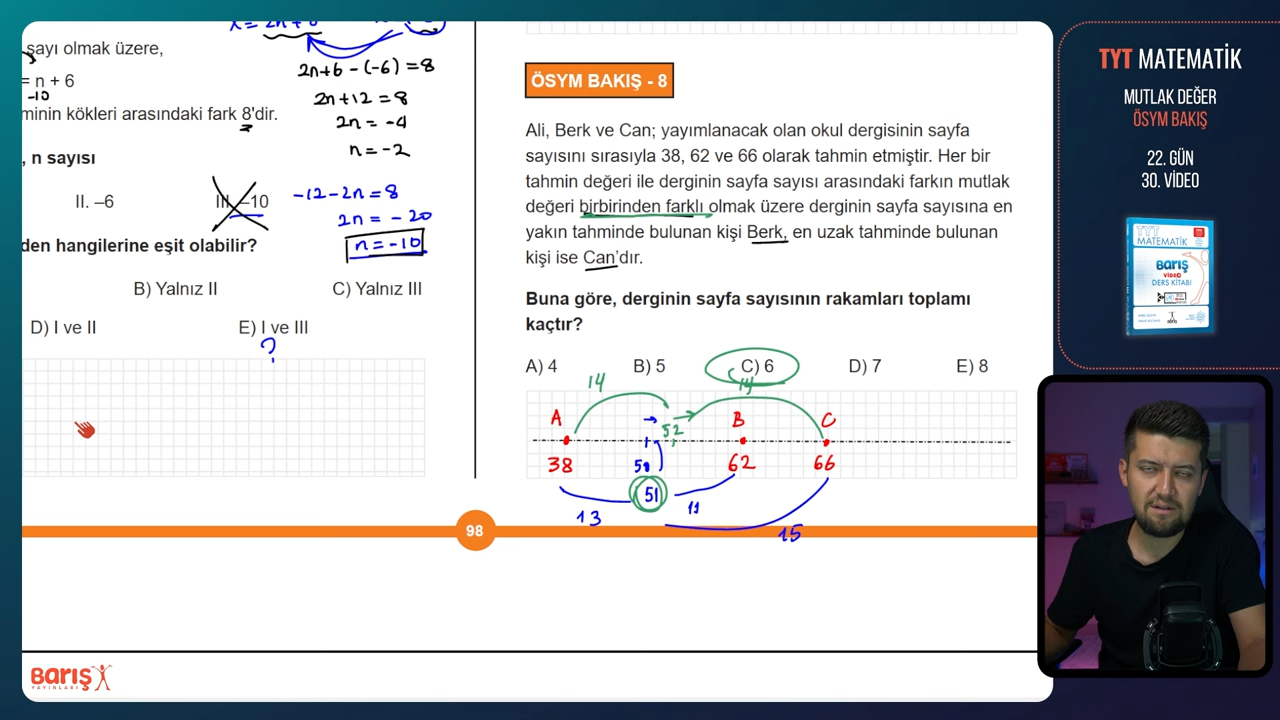 sayı olmak üzere,
= n + 6
-10
minin kökleri arasındaki fark 8'dir.
, n sayısı
II. –6
III. –10
den hangilerine eşit olabilir?
B) Yalnız II
C) Yalnız III
D) I ve II
E) I ve III
?
2n+6-(-6)=8
2n+12=8
2n=-4
n=-2
-12-2n=8
2n=-20
n=-10
ÖSYM BAKIŞ - 8
Ali, Berk ve Can; yayımlanacak olan okul dergisinin sayfa
sayısını sırasıyla 38, 62 ve 66 olarak tahmin etmiştir. Her bir
tahmin değeri ile derginin sayfa sayısı arasındaki farkın mutlak
değeri birbirinden farklı olmak üzere derginin sayfa sayısına en
yakın tahminde bulunan kişi Berk, en uzak tahminde bulunan
kişi ise Can'dır.
Buna göre, derginin sayfa sayısının rakamları toplamı
kaçtır?
A) 4
B) 5
C) 6
D) 7
E) 8
14
14
A
B
C
52
38
50
62
66
51
13
11
15
98
BARIŞ
YAYINLARI
TYT MATEMATİK
MUTLAK DEĞER
ÖSYM BAKIŞ
22. GÜN
30. VİDEO
TYT
MATEMATİK
BARIŞ
VİDEO
DERS KİTABI